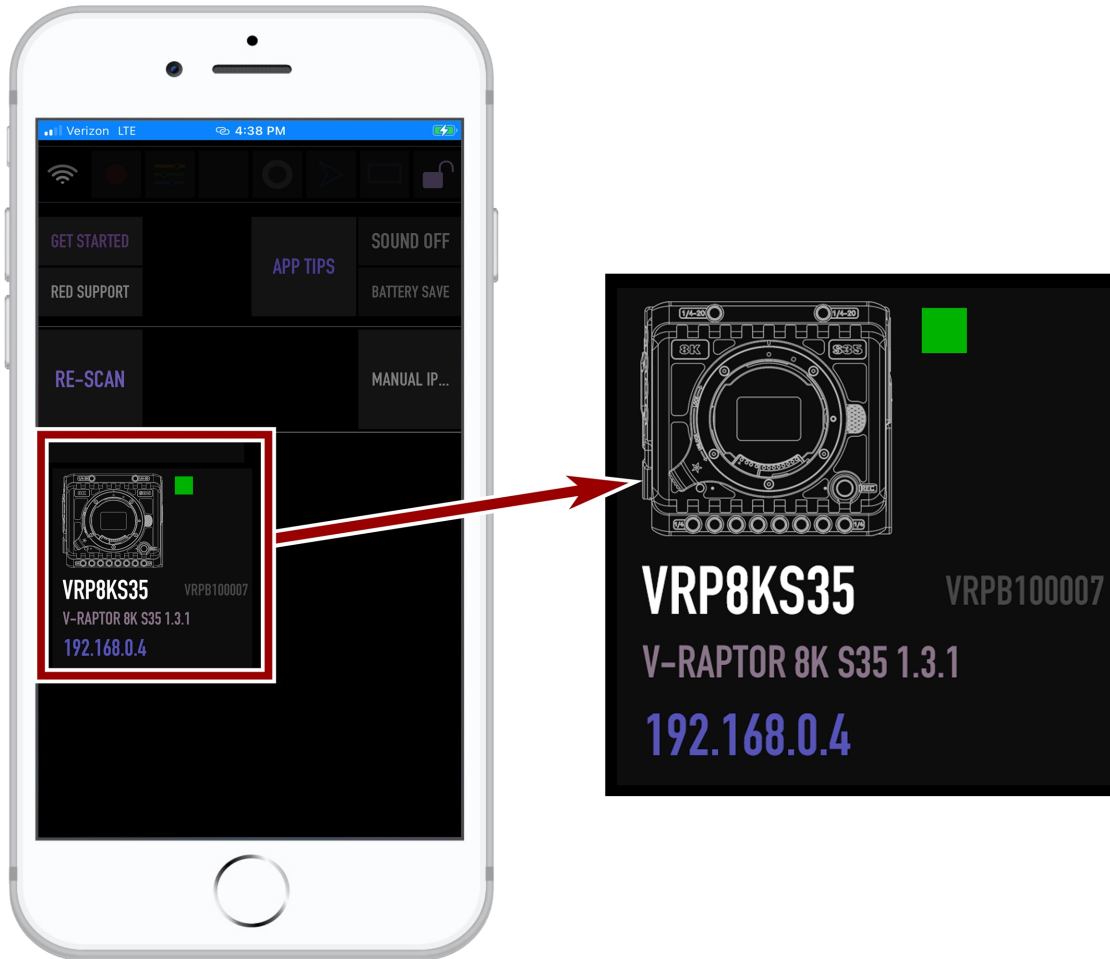 Verizon LTE 4:38 PM
GET STARTED
APP TIPS
SOUND OFF
RED SUPPORT
BATTERY SAVE
RE-SCAN
MANUAL IP...
8K S35
VRP8KS35 VRPB100007
V-RAPTOR 8K S35 1.3.1
192.168.0.4
1/4-20 1/4-20
8K S35
REC
1/4 1/4
VRP8KS35 VRPB100007
V-RAPTOR 8K S35 1.3.1
192.168.0.4